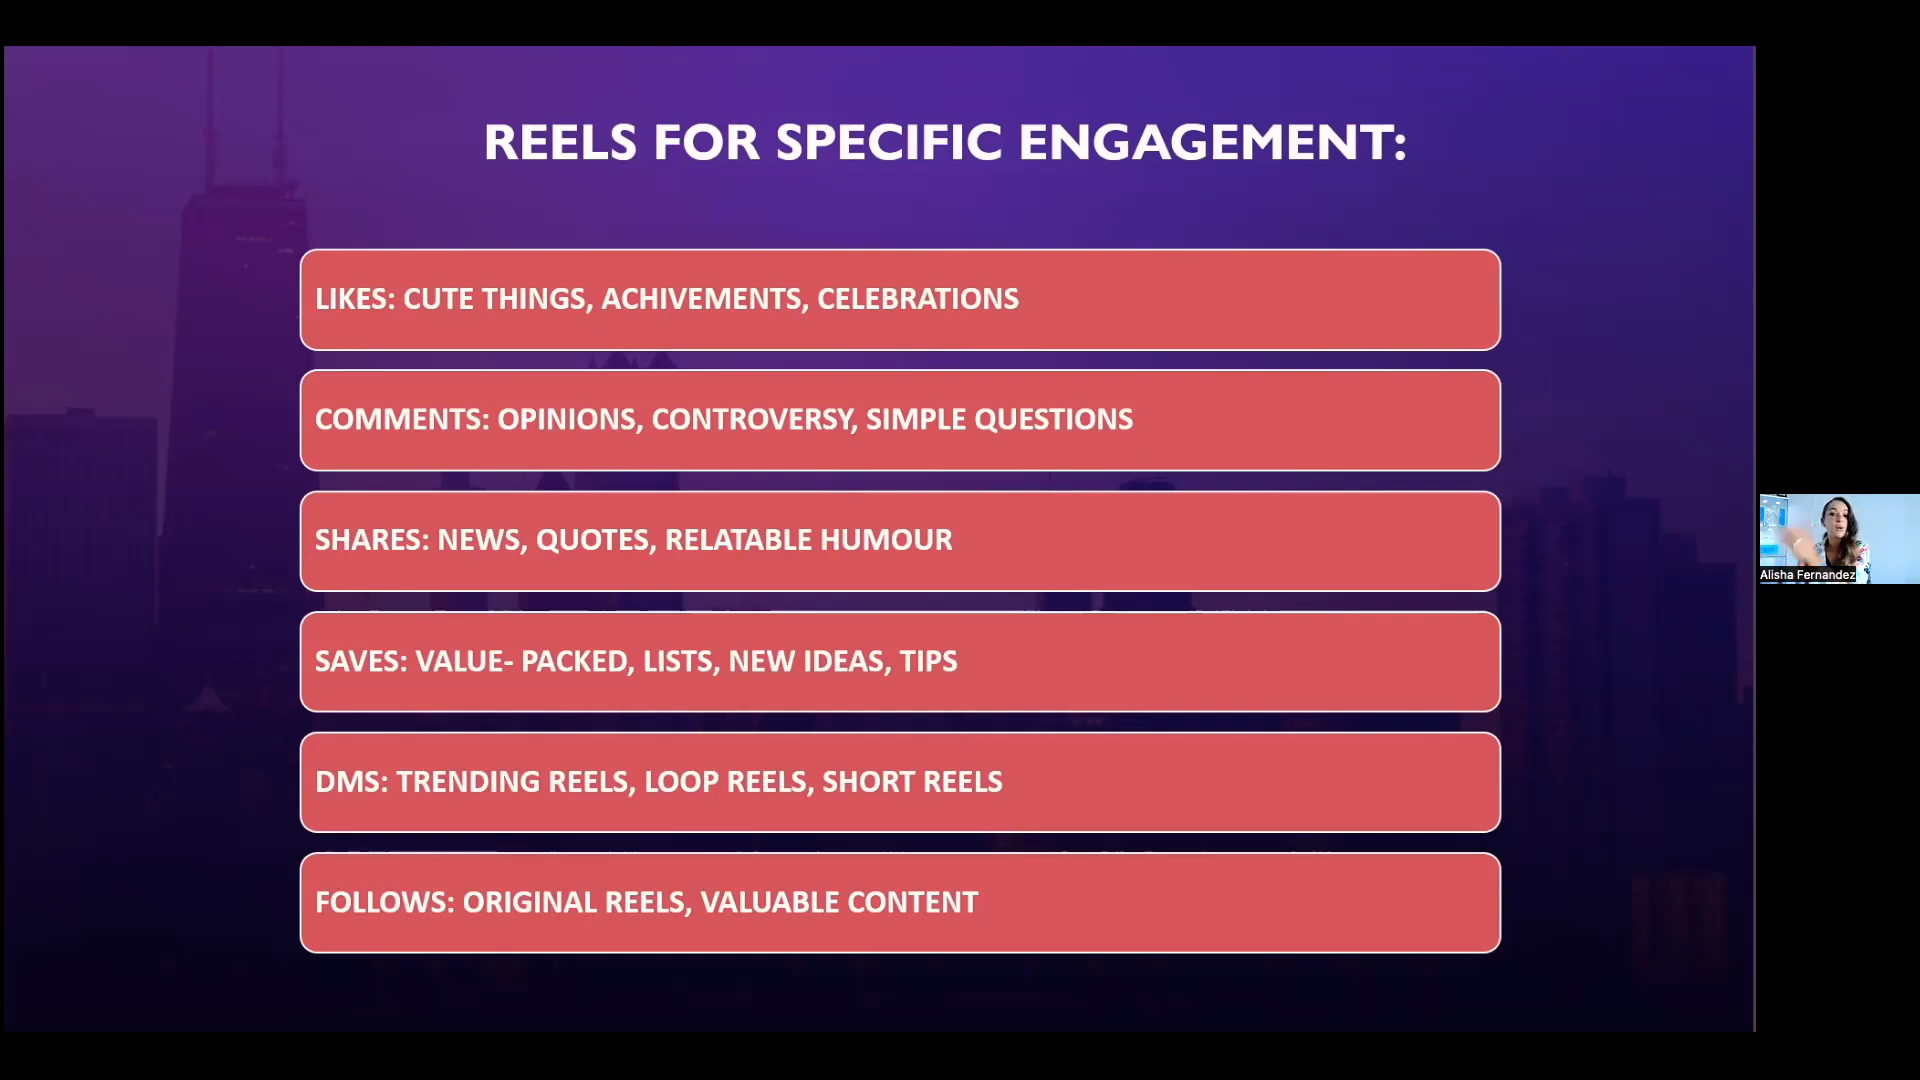 REELS FOR SPECIFIC ENGAGEMENT:
LIKES: CUTE THINGS, ACHIVEMENTS, CELEBRATIONS
COMMENTS: OPINIONS, CONTROVERSY, SIMPLE QUESTIONS
SHARES: NEWS, QUOTES, RELATABLE HUMOUR
SAVES: VALUE- PACKED, LISTS, NEW IDEAS, TIPS
DMS: TRENDING REELS, LOOP REELS, SHORT REELS
FOLLOWS: ORIGINAL REELS, VALUABLE CONTENT
Alisha Fernandez